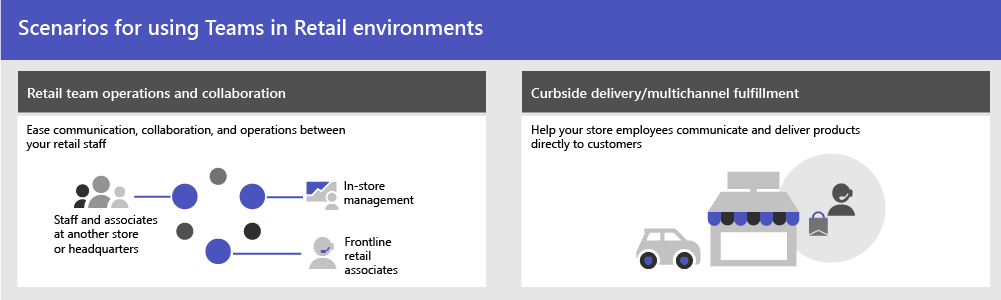 Scenarios for using Teams in Retail environments
Retail team operations and collaboration
Ease communication, collaboration, and operations between
your retail staff
Staff and associates
at another store
or headquarters
In-store
management
Frontline
retail
associates
Curbside delivery/multichannel fulfillment
Help your store employees communicate and deliver products
directly to customers